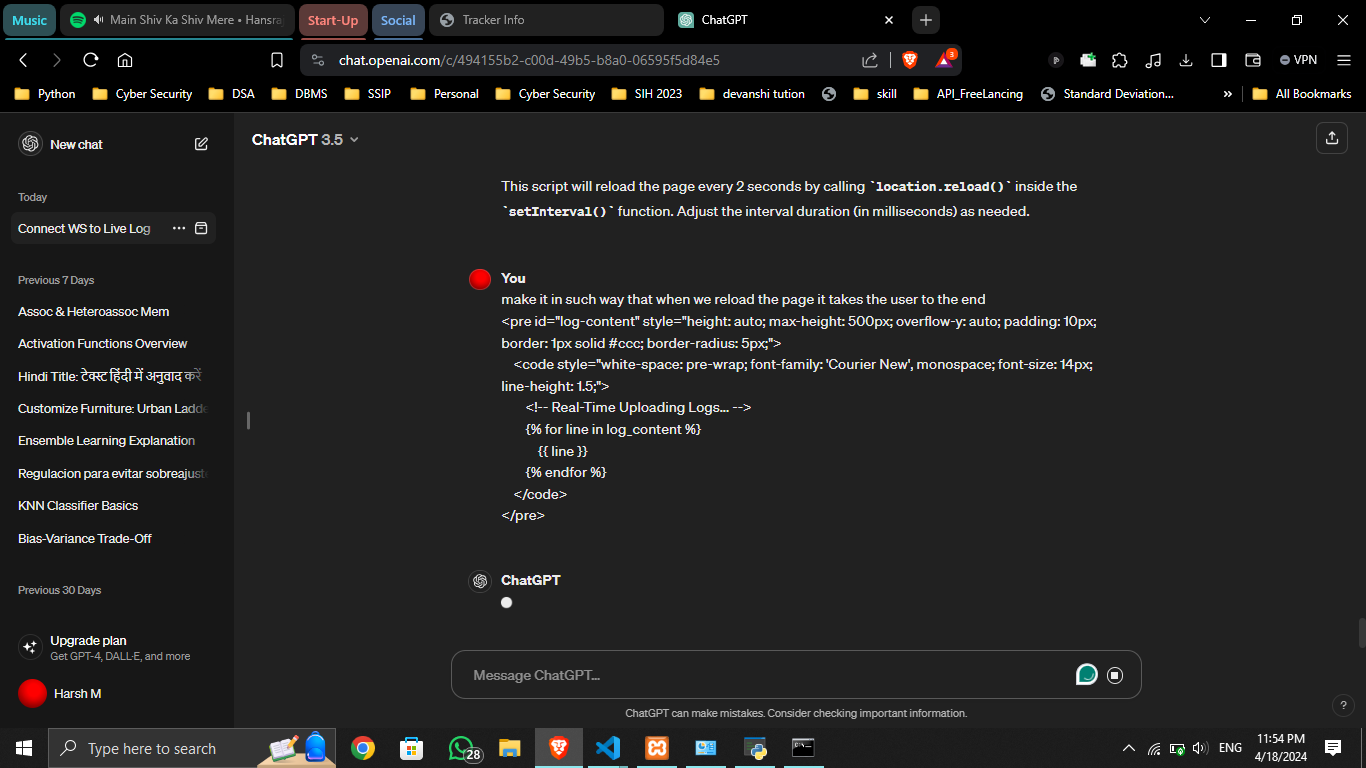 Music
Main Shiv Ka Shiv Mere • Hansra
Start-Up
Social
Tracker Info
ChatGPT
chat.openai.com/c/494155b2-c00d-49b5-b8a0-06595f5d84e5
3
VPN
Python
Cyber Security
DSA
DBMS
SSIP
Personal
Cyber Security
SIH 2023
devanshi tution
skill
API_FreeLancing
Standard Deviation...
»
All Bookmarks
New chat
Today
Connect WS to Live Log
Previous 7 Days
Assoc & Heteroassoc Mem
Activation Functions Overview
Hindi Title: टेक्स्ट हिंदी में अनुवाद करें
Customize Furniture: Urban Ladde
Ensemble Learning Explanation
Regulacion para evitar sobreajuste
KNN Classifier Basics
Bias-Variance Trade-Off
Previous 30 Days
Upgrade plan
Get GPT-4, DALL·E, and more
Harsh M
ChatGPT 3.5
This script will reload the page every 2 seconds by calling `location.reload()` inside the
`setInterval()` function. Adjust the interval duration (in milliseconds) as needed.
You
make it in such way that when we reload the page it takes the user to the end
<pre id="log-content" style="height: auto; max-height: 500px; overflow-y: auto; padding: 10px;
border: 1px solid #ccc; border-radius: 5px;">
<code style="white-space: pre-wrap; font-family: 'Courier New', monospace; font-size: 14px;
line-height: 1.5;">
<!-- Real-Time Uploading Logs... -->
{% for line in log_content %}
{{ line }}
{% endfor %}
</code>
</pre>
ChatGPT
Message ChatGPT...
ChatGPT can make mistakes. Consider checking important information.
?
Type here to search
28
ENG
11:54 PM
4/18/2024